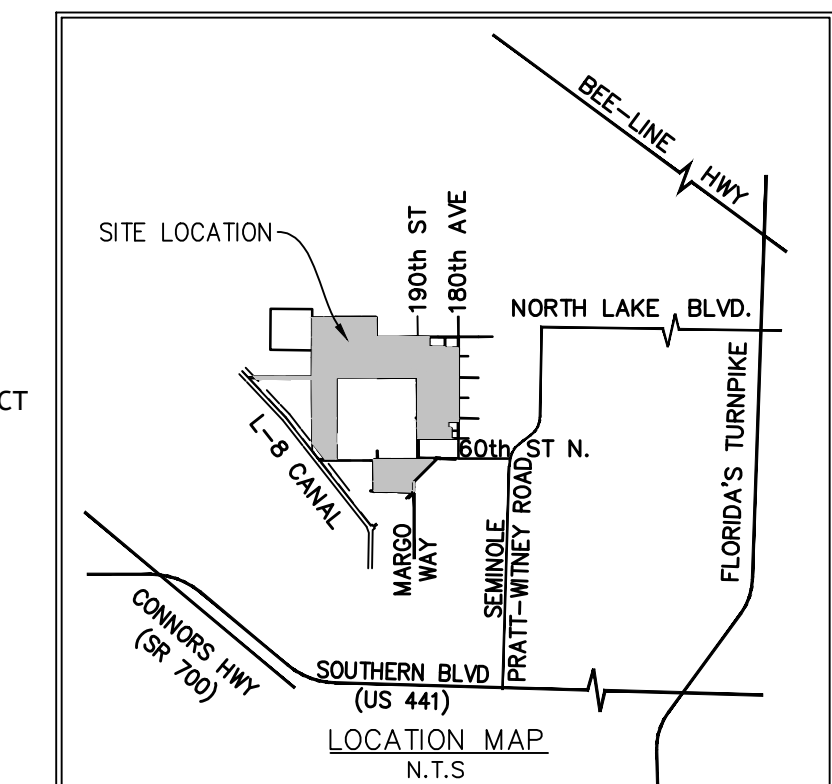 BEE-LINE HWY
SITE LOCATION
190th ST
180th AVE
NORTH LAKE BLVD.
CT
FLORIDA'S TURNPIKE
L-8 CANAL
60th ST N.
MARGO
WAY
SEMINOLE
PRATT-WITNEY ROAD
CONNORS HWY
(SR 700)
SOUTHERN BLVD
(US 441)
LOCATION MAP
N.T.S